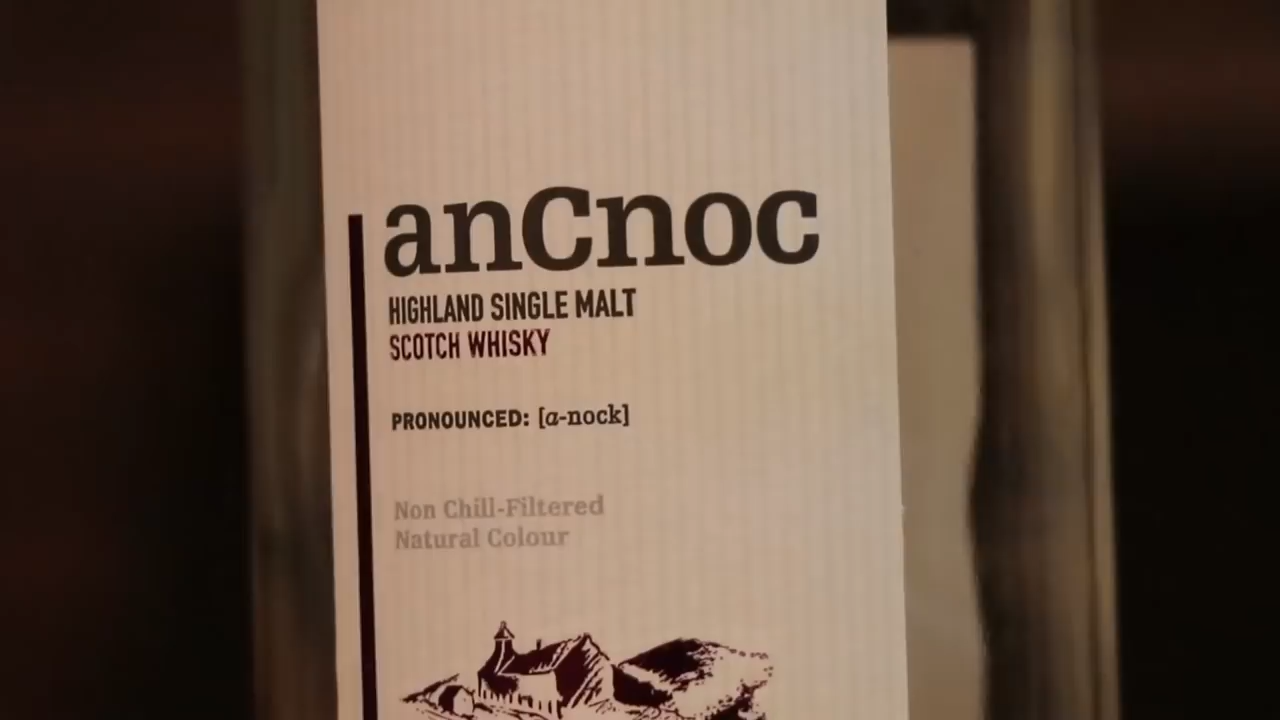 anCnoc
HIGHLAND SINGLE MALT
SCOTCH WHISKY
PRONOUNCED: [a-nock]
Non Chill-Filtered
Natural Colour